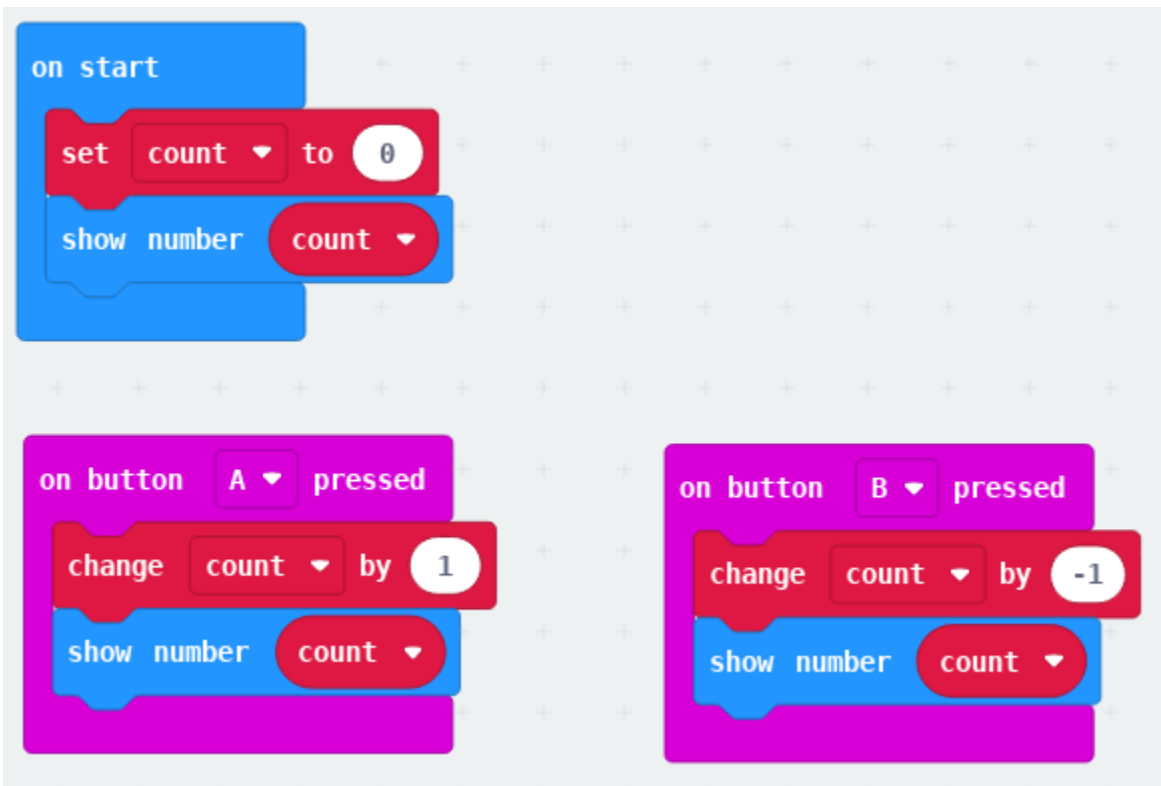 on start
set count to 0
show number count
on button A pressed
change count by 1
show number count
on button B pressed
change count by -1
show number count